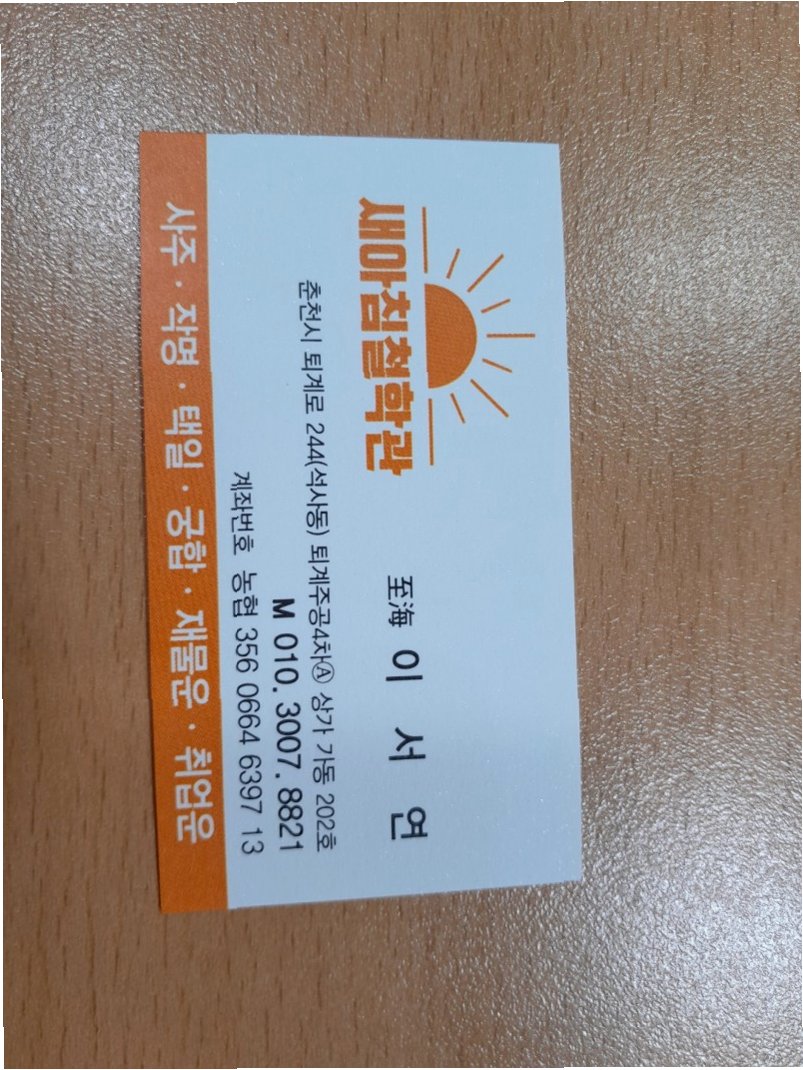 새아침철학관
至海 이 서 연
춘천시 퇴계로 244(석사동) 퇴계주공4차Ⓐ 상가 가동 202호
M 010. 3007. 8821
계좌번호 농협 356 0664 6397 13
사주 · 작명 · 택일 · 궁합 · 재물운 · 취업운